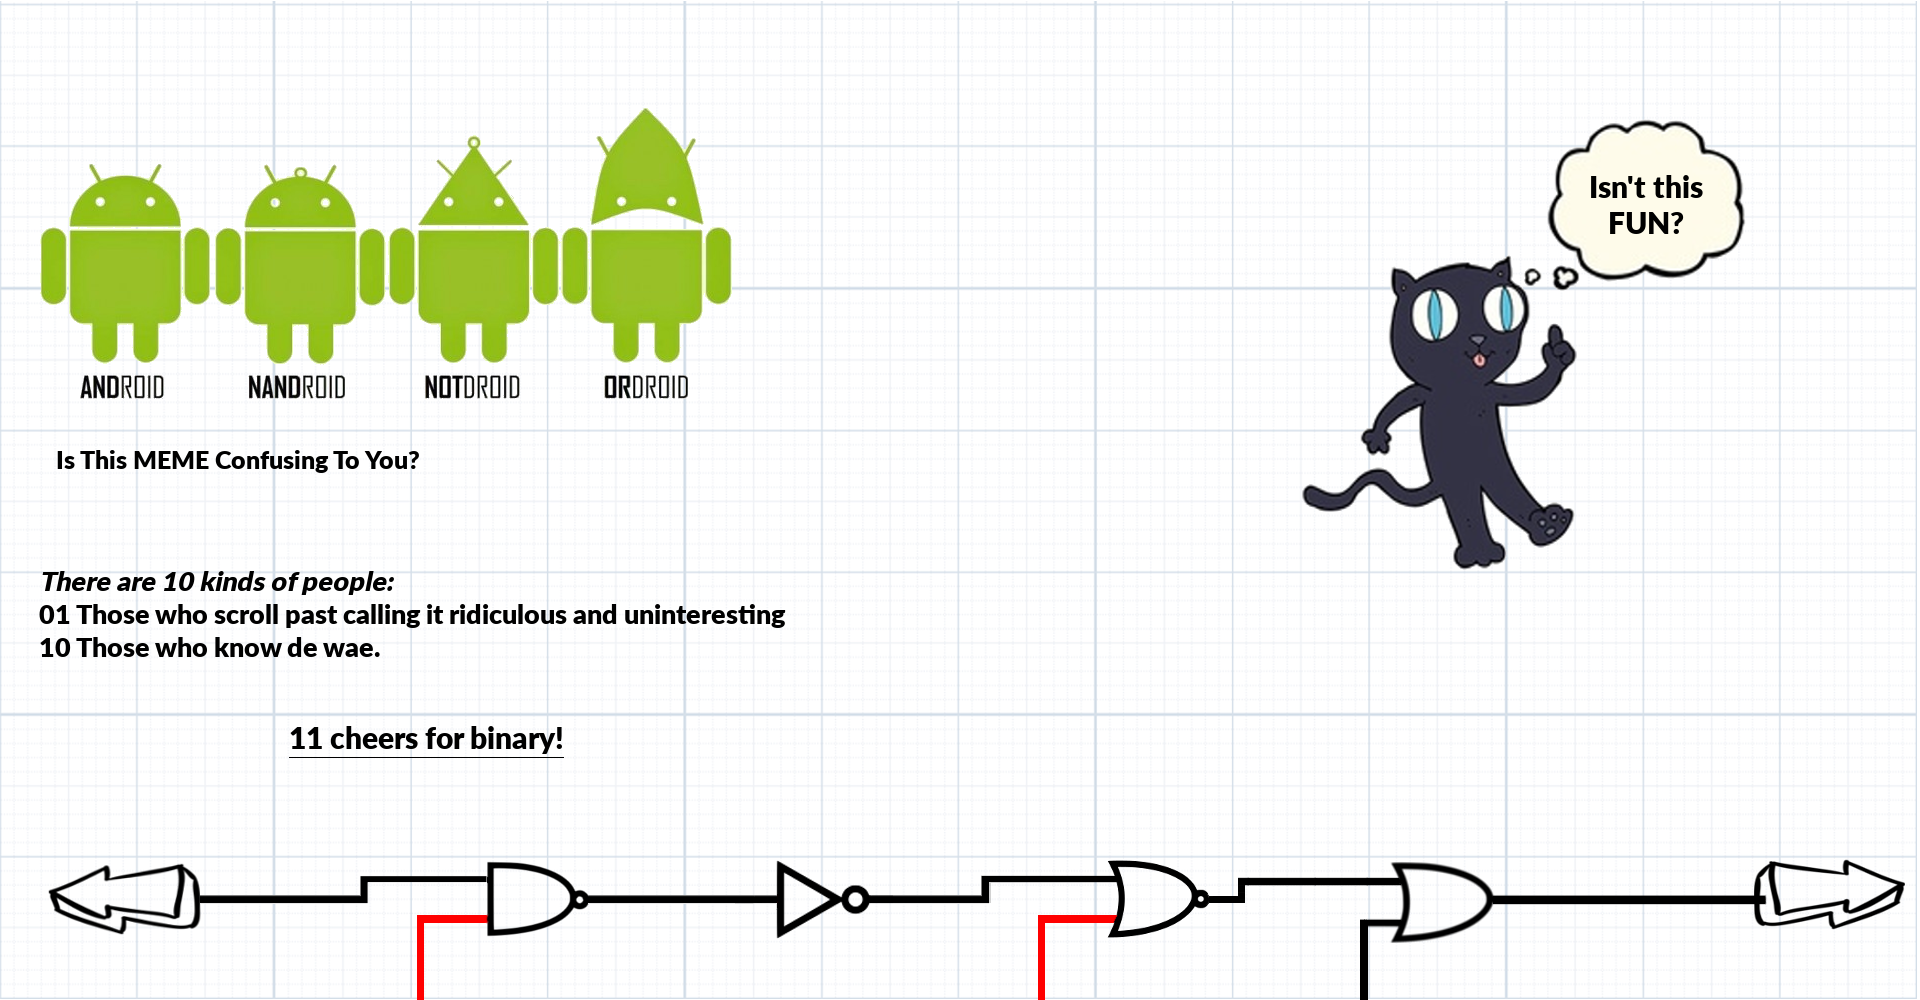 Isn't this
FUN?
ANDROID NANDROID NOTDROID ORDROID
Is This MEME Confusing To You?
There are 10 kinds of people:
01 Those who scroll past calling it ridiculous and uninteresting
10 Those who know de wae.
11 cheers for binary!